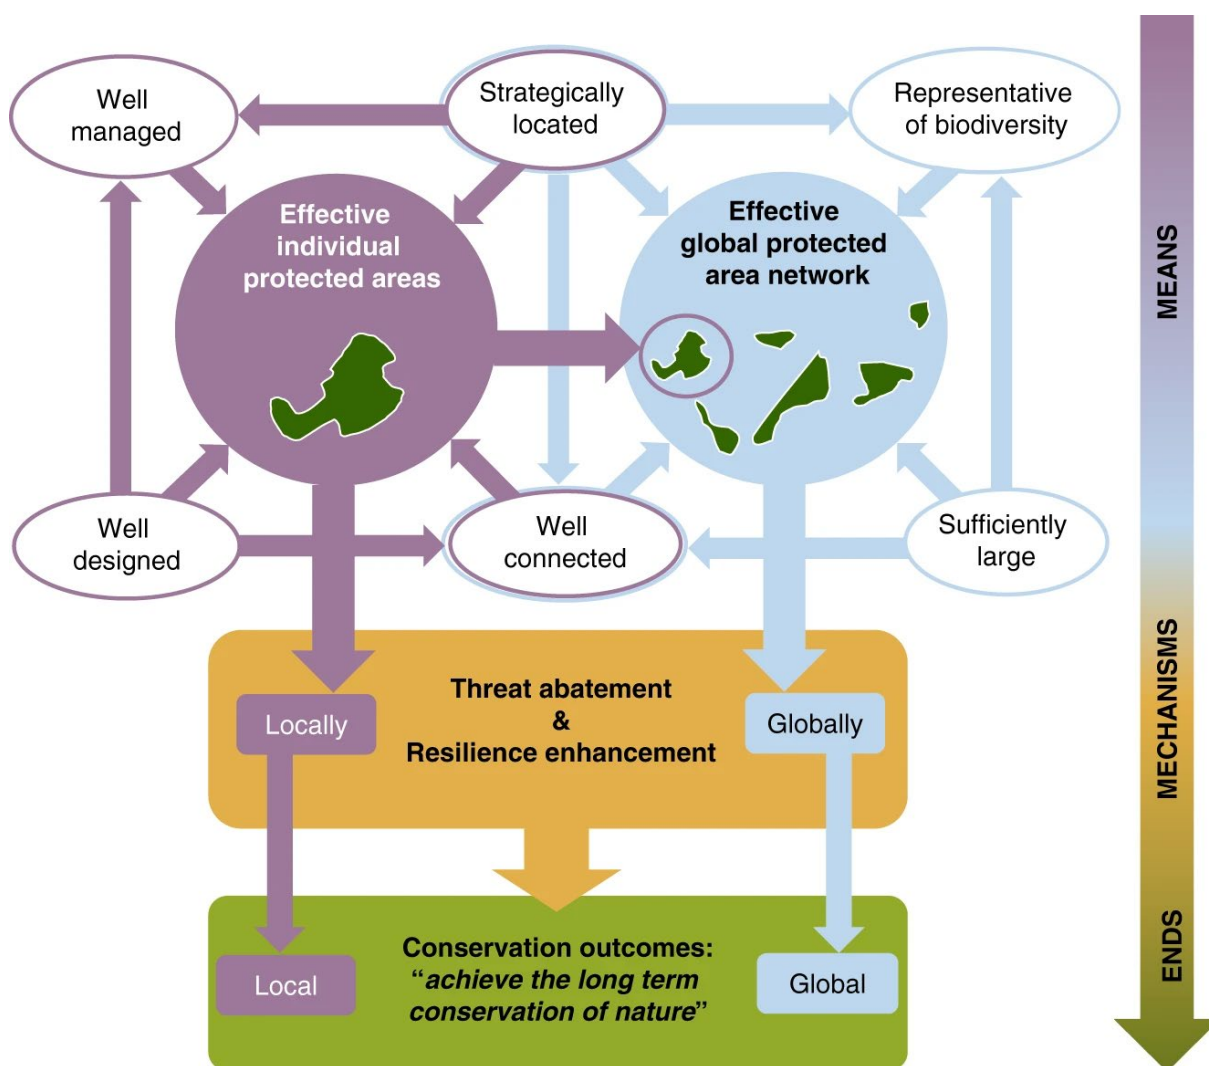 Well
managed
Strategically
located
Representative
of biodiversity
Effective
individual
protected areas
Effective
global protected
area network
Well
designed
Well
connected
Sufficiently
large
Threat abatement
&
Resilience enhancement
Locally
Globally
Conservation outcomes:
“achieve the long term
conservation of nature”
Local
Global
MEANS
MECHANISMS
ENDS